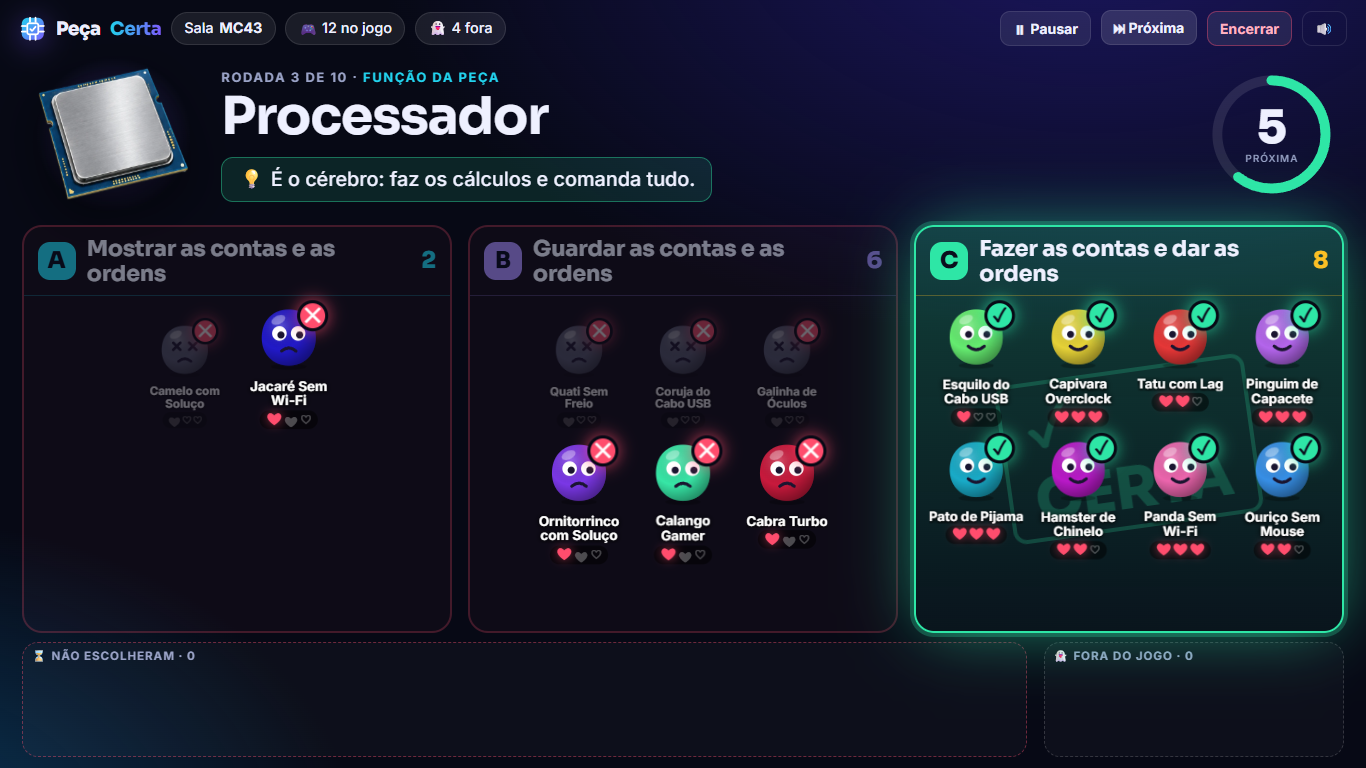 Peça Certa
Sala MC43
12 no jogo
4 fora
Pausar
Próxima
Encerrar
RODADA 3 DE 10 · FUNÇÃO DA PEÇA
Processador
É o cérebro: faz os cálculos e comanda tudo.
5
PRÓXIMA
A
Mostrar as contas e as
ordens
2
Camelo com
Soluço
Jacaré Sem
Wi-Fi
B
Guardar as contas e as
ordens
6
Quati Sem
Freio
Coruja do
Cabo USB
Galinha de
Óculos
Ornitorrinco
com Soluço
Calango
Gamer
Cabra Turbo
C
Fazer as contas e dar as
ordens
8
Esquilo do
Cabo USB
Capivara
Overclock
Tatu com Lag
Pinguim de
Capacete
Pato de Pijama
Hamster de
Chinelo
Panda Sem
Wi-Fi
Ouriço Sem
Mouse
CERTA
NÃO ESCOLHERAM · 0
FORA DO JOGO · 0